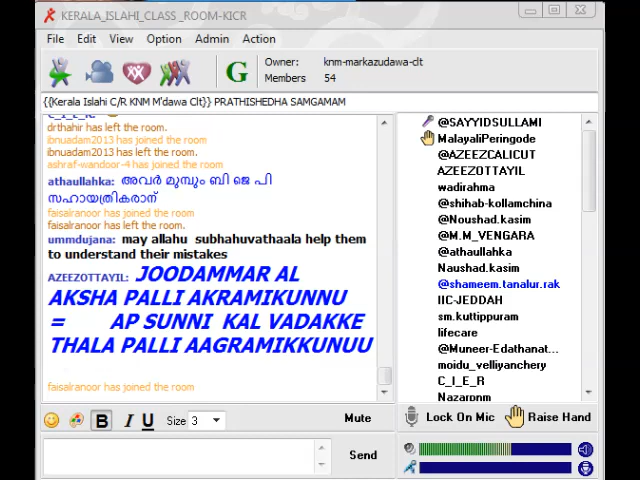 KERALA_ISLAHI_CLASS_ROOM-KICR
File Edit View Option Admin Action
G
Owner: knm-markazudawa-clt
Members 54
{{Kerala Islahi C/R KNM M'dawa Clt}} PRATHISHEDHA SAMGAMAM
drthahir has left the room.
ibnuadam2013 has joined the room
ibnuadam2013 has left the room.
ashraf-wandoor-4 has joined the room
athaullahka: അവർ മുമ്പും ബി ജെ പി
സഹായത്രികരാന്
faisalranoor has joined the room
faisalranoor has left the room.
ummdujana: may allahu subhahuvathaala help them
to understand their mistakes
AZEEZOTTAYIL: JOODAMMAR AL
AKSHA PALLI AKRAMIKUNNU
= AP SUNNI KAL VADAKKE
THALA PALLI AAGRAMIKKUNUU
faisalranoor has joined the room
@SAYYIDSULLAMI
MalayaliPeringode
@AZEEZCALICUT
AZEEZOTTAYIL
wadirahma
@shihab-kollamchina
@Noushad.kasim
@M.M_VENGARA
@athaullahka
Naushad.kasim
@shameem.tanalur.rak
IIC-JEDDAH
sm.kuttippuram
lifecare
@Muneer-Edathanat...
moidu_velliyanchery
C_I_E_R
Nazarpnm
B I U Size 3 Mute
Lock On Mic Raise Hand
Send